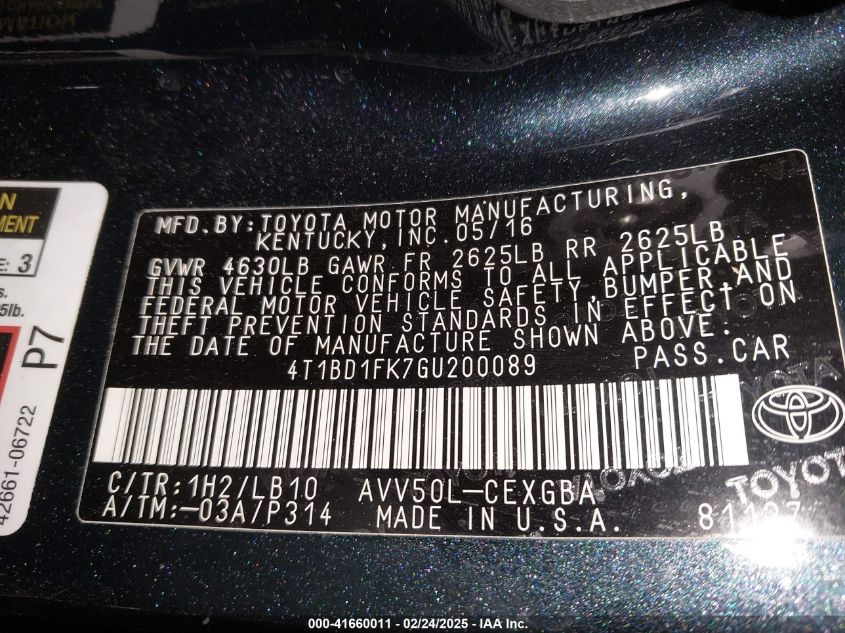 MFD.BY:TOYOTA MOTOR MANUFACTURING,
KENTUCKY, INC.05/16
GVWR 4630LB GAWR FR 2625LB RR 2625LB
THIS VEHICLE CONFORMS TO ALL APPLICABLE
FEDERAL MOTOR VEHICLE SAFETY,BUMPER,AND
THEFT PREVENTION STANDARDS IN EFFECT ON
THE DATE OF MANUFACTURE SHOWN ABOVE.
4T1BD1FK7GU200089 PASS.CAR
C/TR:1H2/LB10 AVV50L-CEXGBA
A/TM:-03A/P314 MADE IN U.S.A.
TOYOTA
3
5lb.
P7
42661-06722
000-41660011 - 02/24/2025 - IAA Inc.